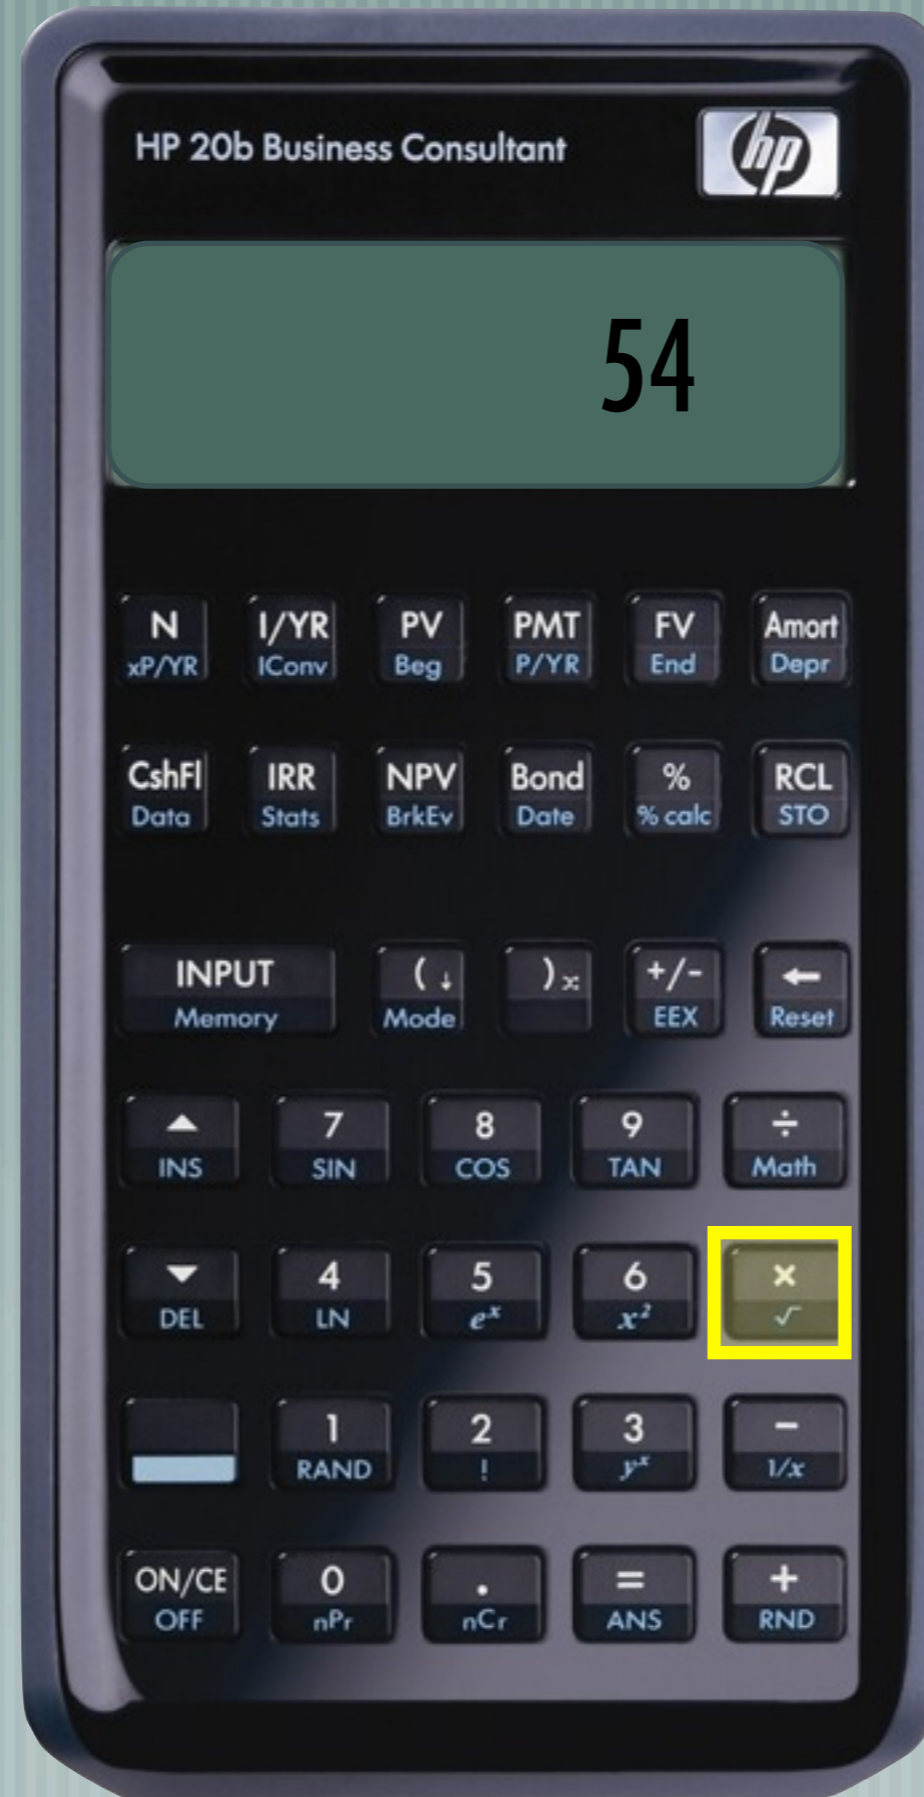 HP 20b Business Consultant
hp
54
N I/YR PV PMT FV Amort
xP/YR IConv Beg P/YR End Depr
CshFl IRR NPV Bond % RCL
Data Stats BrkEv Date % calc STO
INPUT ( ↓ ) x +/- ←
Memory Mode EEX Reset
▲ 7 8 9 ÷
INS SIN COS TAN Math
▼ 4 5 6 ×
DEL LN eˣ x² √
1 2 3 −
RAND ! yˣ 1/x
ON/CE 0 . = +
OFF nPr nCr ANS RND